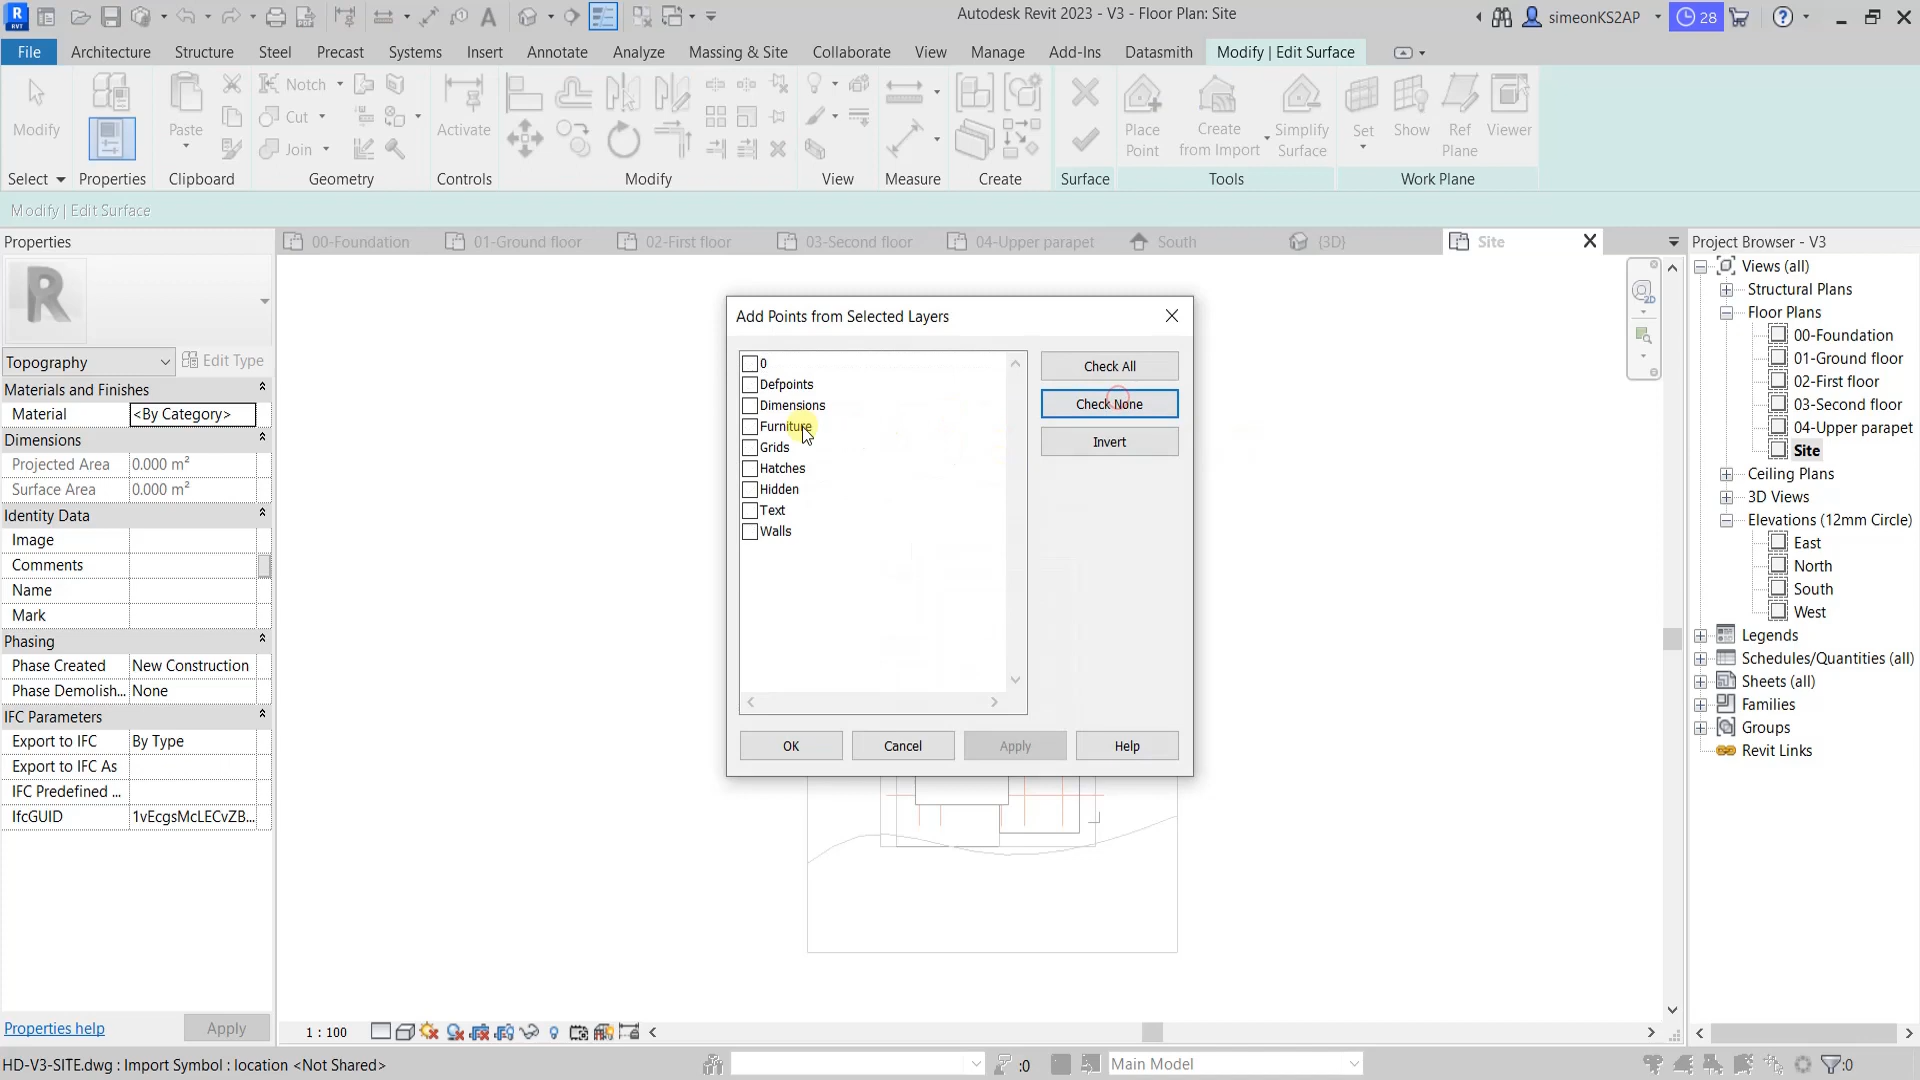 Autodesk Revit 2023 - V3 - Floor Plan: Site
simeonKS2AP
28
File
Architecture
Structure
Steel
Precast
Systems
Insert
Annotate
Analyze
Massing & Site
Collaborate
View
Manage
Add-Ins
Datasmith
Modify | Edit Surface
Modify
Paste
Notch
Cut
Join
Activate
Place
Point
Create
from Import
Simplify
Surface
Set
Show
Ref
Plane
Viewer
Select
Properties
Clipboard
Geometry
Controls
Modify
View
Measure
Create
Surface
Tools
Work Plane
Modify | Edit Surface
Properties
Topography
Edit Type
Materials and Finishes
Material
<By Category>
Dimensions
Projected Area
0.000 m²
Surface Area
0.000 m²
Identity Data
Image
Comments
Name
Mark
Phasing
Phase Created
New Construction
Phase Demolish...
None
IFC Parameters
Export to IFC
By Type
Export to IFC As
IFC Predefined ...
IfcGUID
1vEcgsMcLECvZB...
Properties help
Apply
00-Foundation
01-Ground floor
02-First floor
03-Second floor
04-Upper parapet
South
{3D}
Site
Add Points from Selected Layers
0
Defpoints
Dimensions
Furniture
Grids
Hatches
Hidden
Text
Walls
Check All
Check None
Invert
OK
Cancel
Apply
Help
2D
Project Browser - V3
Views (all)
Structural Plans
Floor Plans
00-Foundation
01-Ground floor
02-First floor
03-Second floor
04-Upper parapet
Site
Ceiling Plans
3D Views
Elevations (12mm Circle)
East
North
South
West
Legends
Schedules/Quantities (all)
Sheets (all)
Families
Groups
Revit Links
1 : 100
HD-V3-SITE.dwg : Import Symbol : location <Not Shared>
:0
Main Model
:0